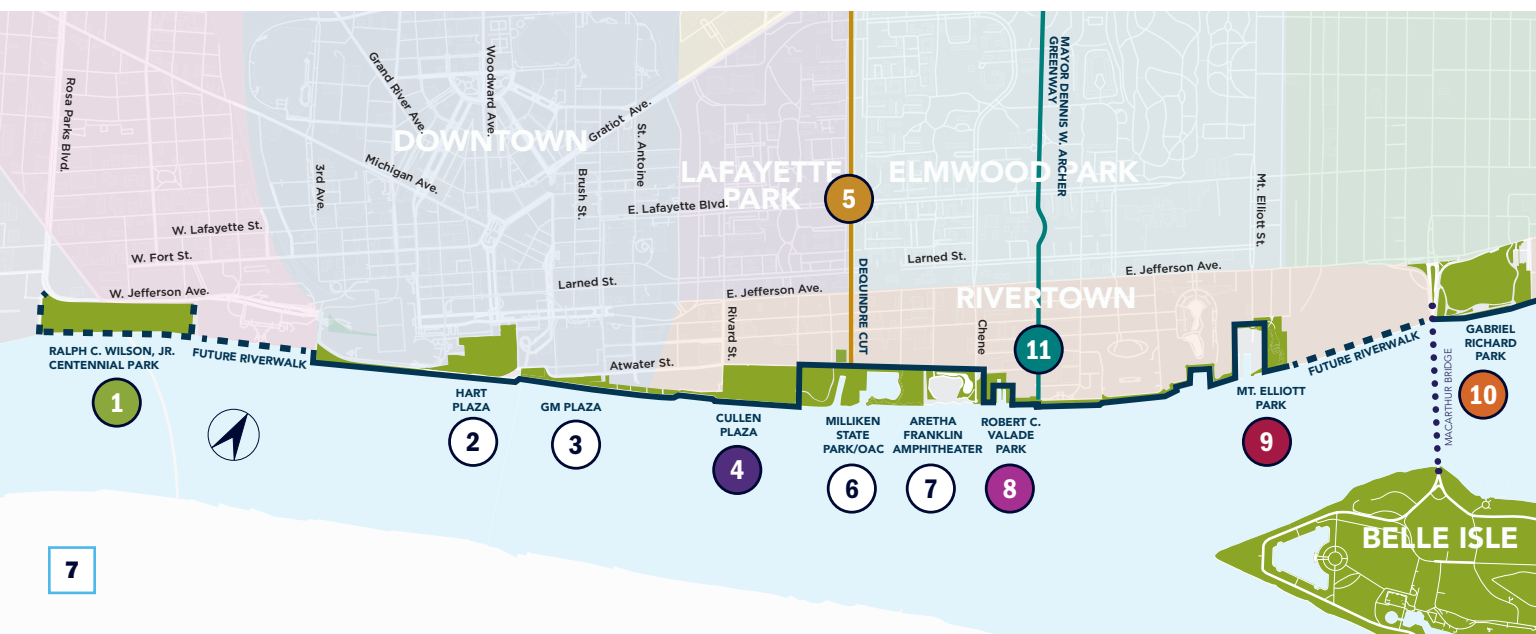 Rosa Parks Blvd.
Grand River Ave.
Woodward Ave.
Gratiot Ave.
DOWNTOWN
Michigan Ave.
3rd Ave.
St. Antoine
Brush St.
E. Lafayette Blvd.
W. Lafayette St.
W. Fort St.
W. Jefferson Ave.
Larned St.
LAFAYETTE
PARK
5
ELMWOOD PARK
MAYOR DENNIS W. ARCHER
GREENWAY
Mt. Elliott St.
Larned St.
E. Jefferson Ave.
E. Jefferson Ave.
DEQUINDRE CUT
RIVERTOWN
Rivard St.
Atwater St.
Chene
11
RALPH C. WILSON, JR.
CENTENNIAL PARK
1
FUTURE RIVERWALK
HART
PLAZA
2
GM PLAZA
3
CULLEN
PLAZA
4
MILLIKEN
STATE
PARK/OAC
6
ARETHA
FRANKLIN
AMPHITHEATER
7
ROBERT C.
VALADE
PARK
8
MT. ELLIOTT
PARK
9
FUTURE RIVERWALK
MACARTHUR BRIDGE
GABRIEL
RICHARD
PARK
10
BELLE ISLE
7